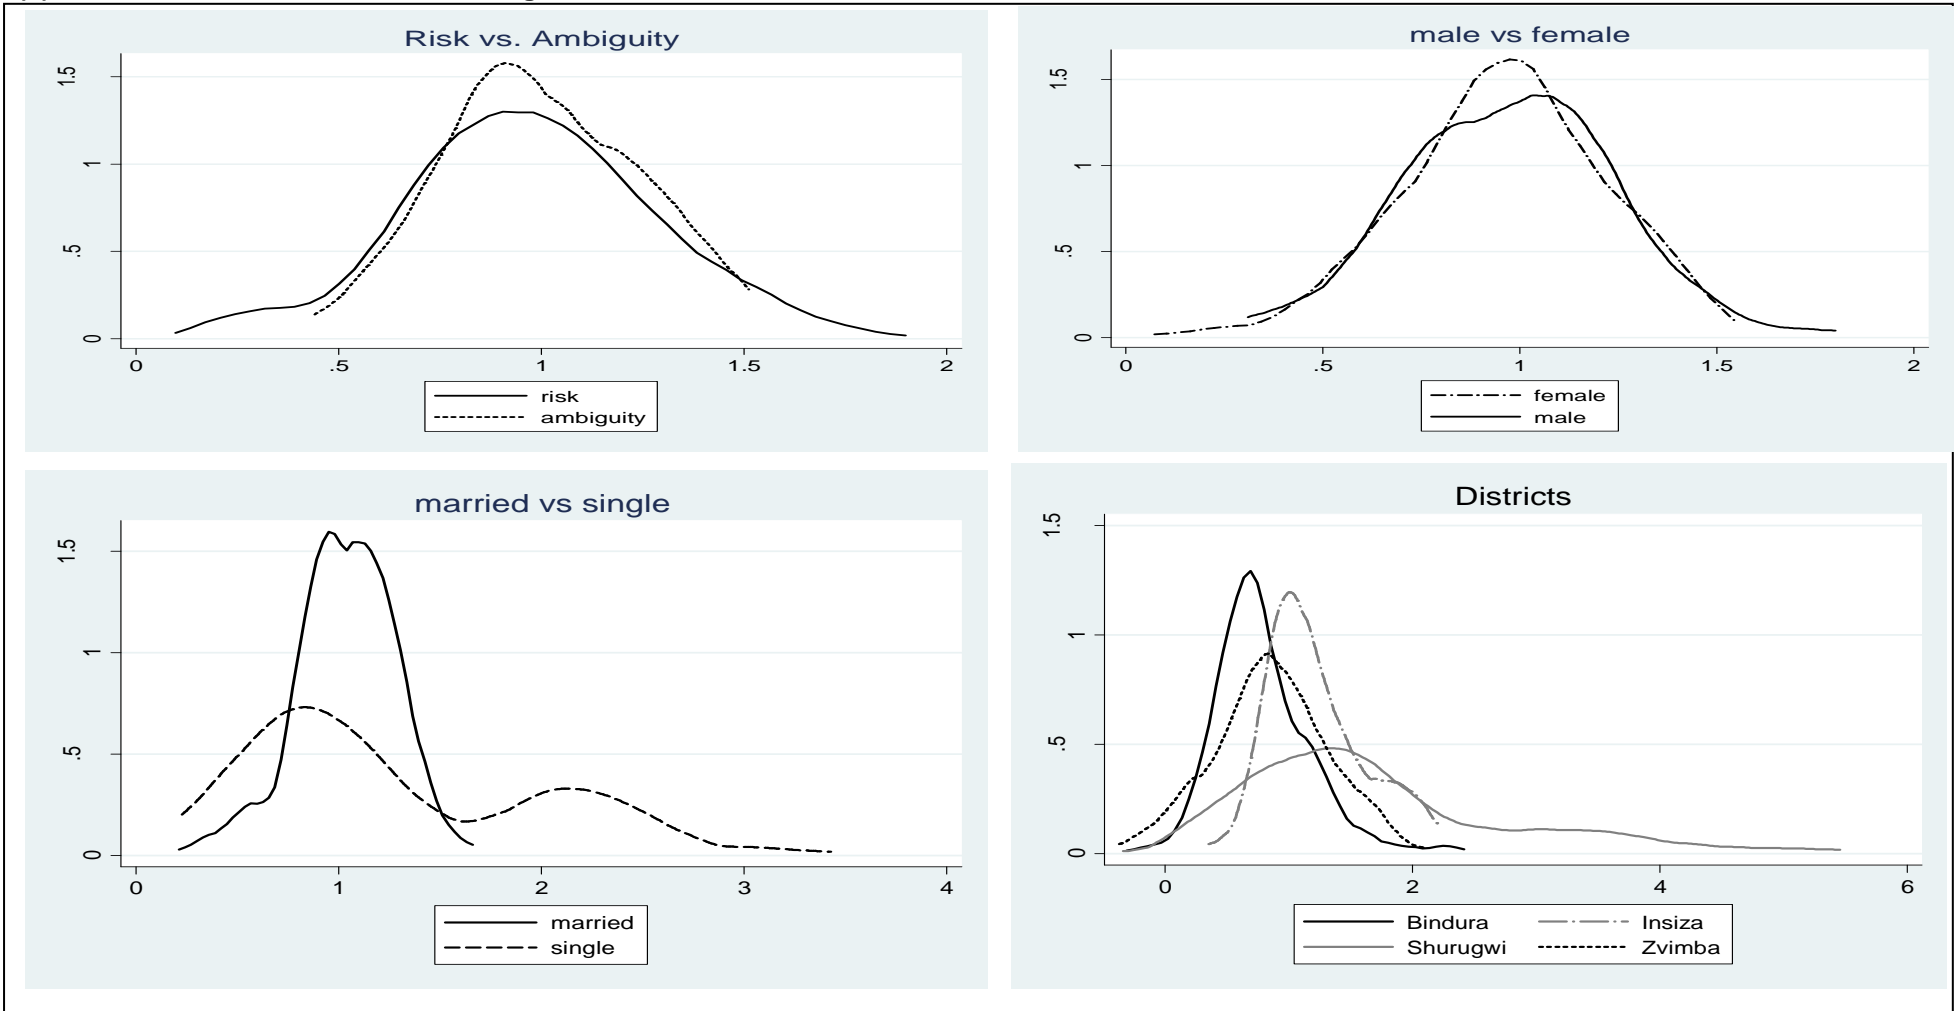 Risk vs. Ambiguity
1.5
1
.5
0
0 .5 1 1.5 2
risk
ambiguity
male vs female
1.5
1
.5
0
0 .5 1 1.5 2
female
male
married vs single
1.5
1
.5
0
0 1 2 3 4
married
single
Districts
1.5
1
.5
0
0 2 4 6
Bindura Insiza
Shurugwi Zvimba